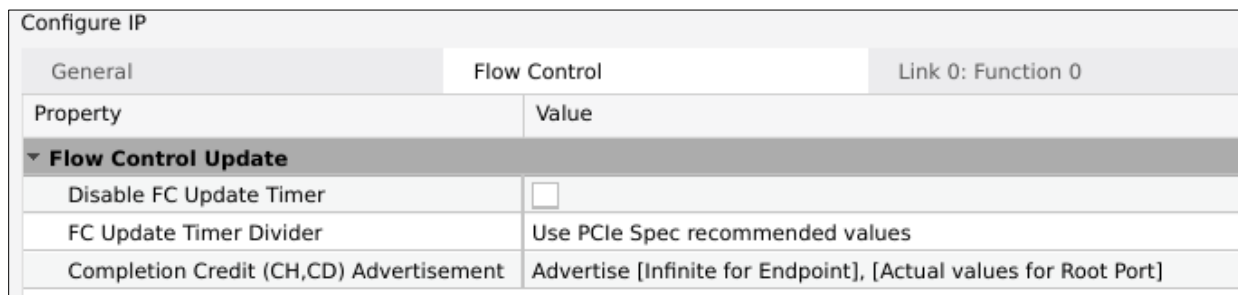 Configure IP
General Flow Control Link 0: Function 0
Property Value
Flow Control Update
Disable FC Update Timer
FC Update Timer Divider Use PCIe Spec recommended values
Completion Credit (CH,CD) Advertisement Advertise [Infinite for Endpoint], [Actual values for Root Port]